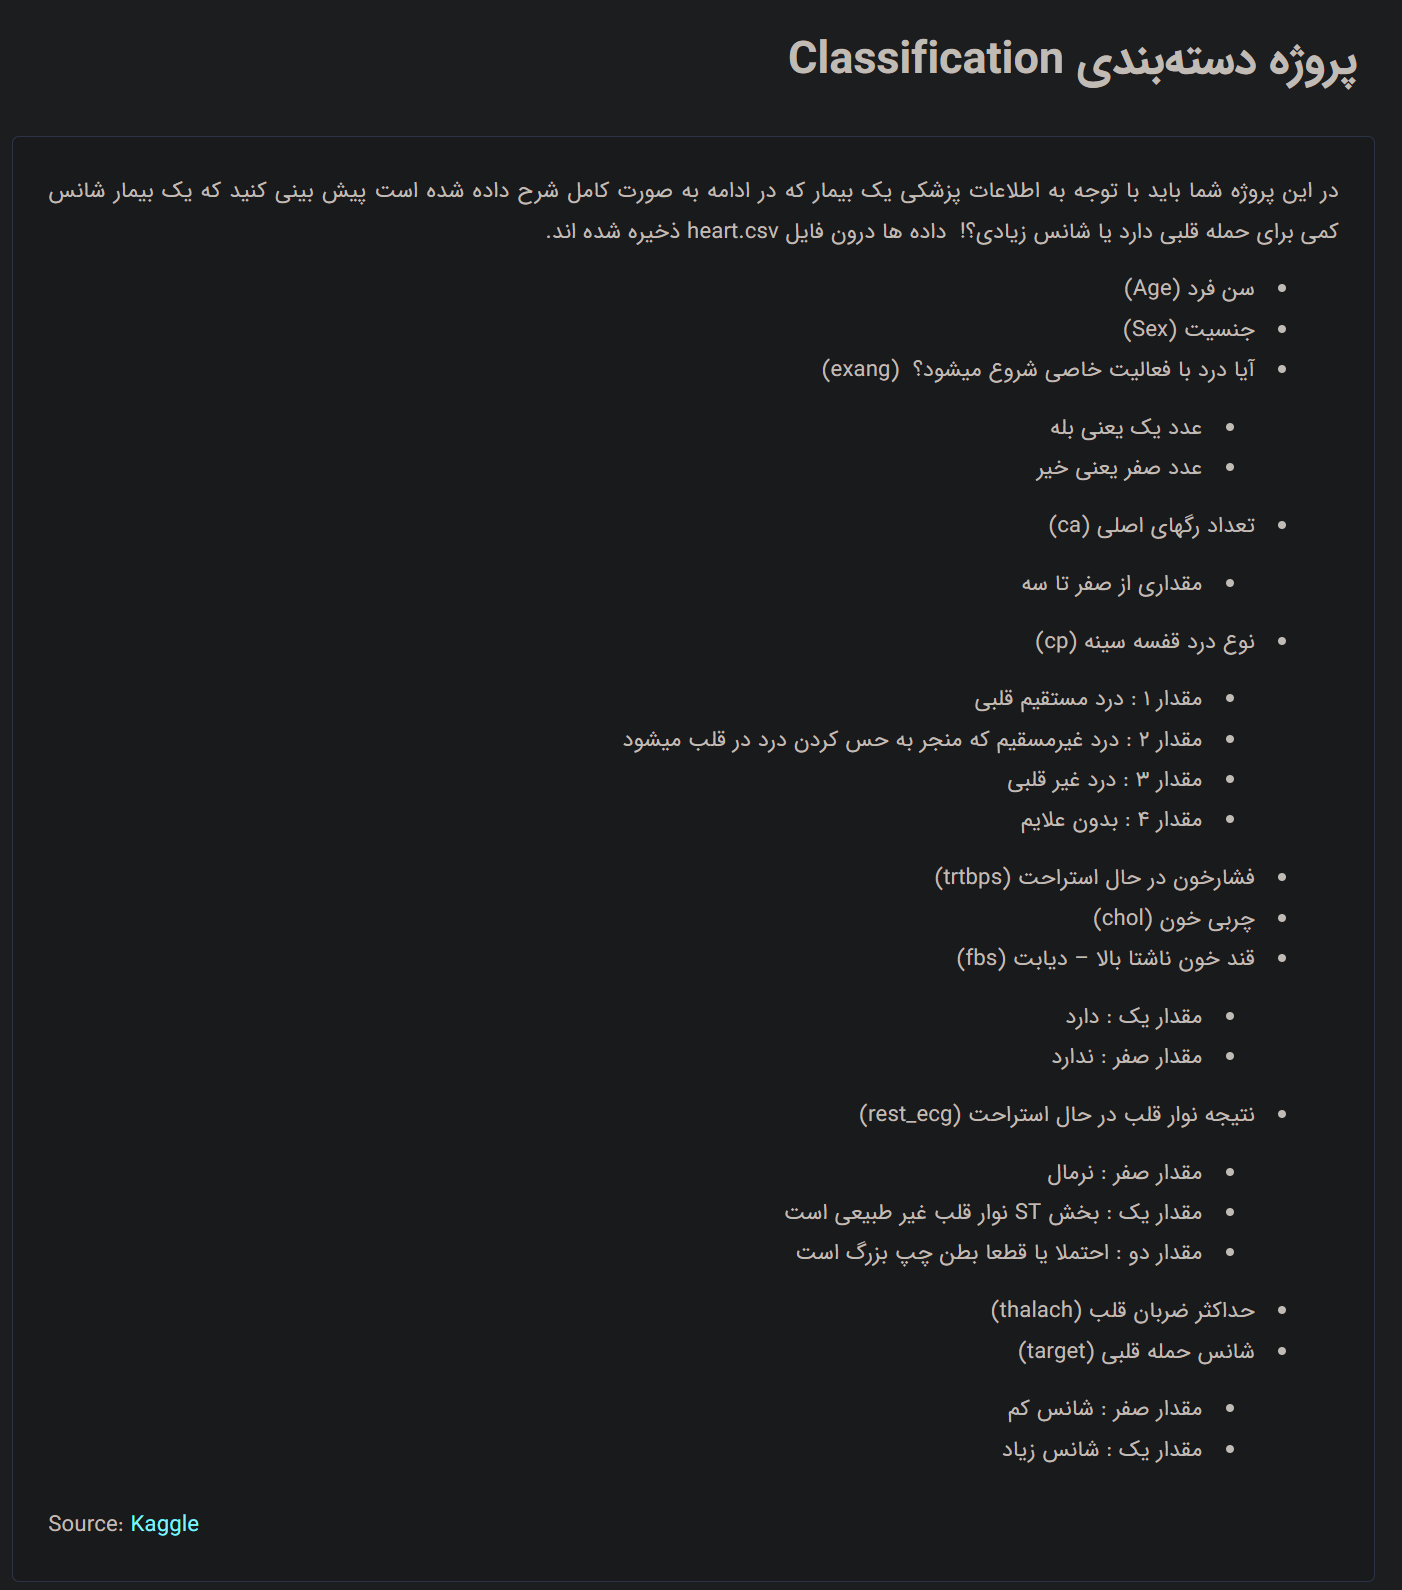 پروژه دسته‌بندی Classification
در این پروژه شما باید با توجه به اطلاعات پزشکی یک بیمار که در ادامه به صورت کامل شرح داده شده است پیش بینی کنید که یک بیمار شانس
کمی برای حمله قلبی دارد یا شانس زیادی؟!  داده ها درون فایل heart.csv ذخیره شده اند.
• سن فرد (Age)
• جنسیت (Sex)
• آیا درد با فعالیت خاصی شروع میشود؟  (exang)
• عدد یک یعنی بله
• عدد صفر یعنی خیر
• تعداد رگهای اصلی (ca)
• مقداری از صفر تا سه
• نوع درد قفسه سینه (cp)
• مقدار ۱ : درد مستقیم قلبی
• مقدار ۲ : درد غیرمسقیم که منجر به حس کردن درد در قلب میشود
• مقدار ۳ : درد غیر قلبی
• مقدار ۴ : بدون علایم
• فشارخون در حال استراحت (trtbps)
• چربی خون (chol)
• قند خون ناشتا بالا – دیابت (fbs)
• مقدار یک : دارد
• مقدار صفر : ندارد
• نتیجه نوار قلب در حال استراحت (rest_ecg)
• مقدار صفر : نرمال
• مقدار یک : بخش ST نوار قلب غیر طبیعی است
• مقدار دو : احتملا یا قطعا بطن چپ بزرگ است
• حداکثر ضربان قلب (thalach)
• شانس حمله قلبی (target)
• مقدار صفر : شانس کم
• مقدار یک : شانس زیاد
Source: Kaggle